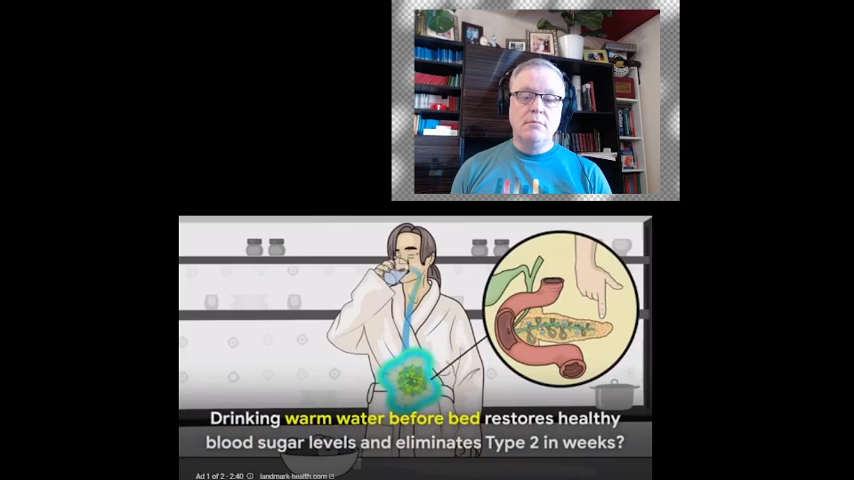 Drinking warm water before bed restores healthy
blood sugar levels and eliminates Type 2 in weeks?
Ad 1 of 2 · 2:40 landmark-health.com